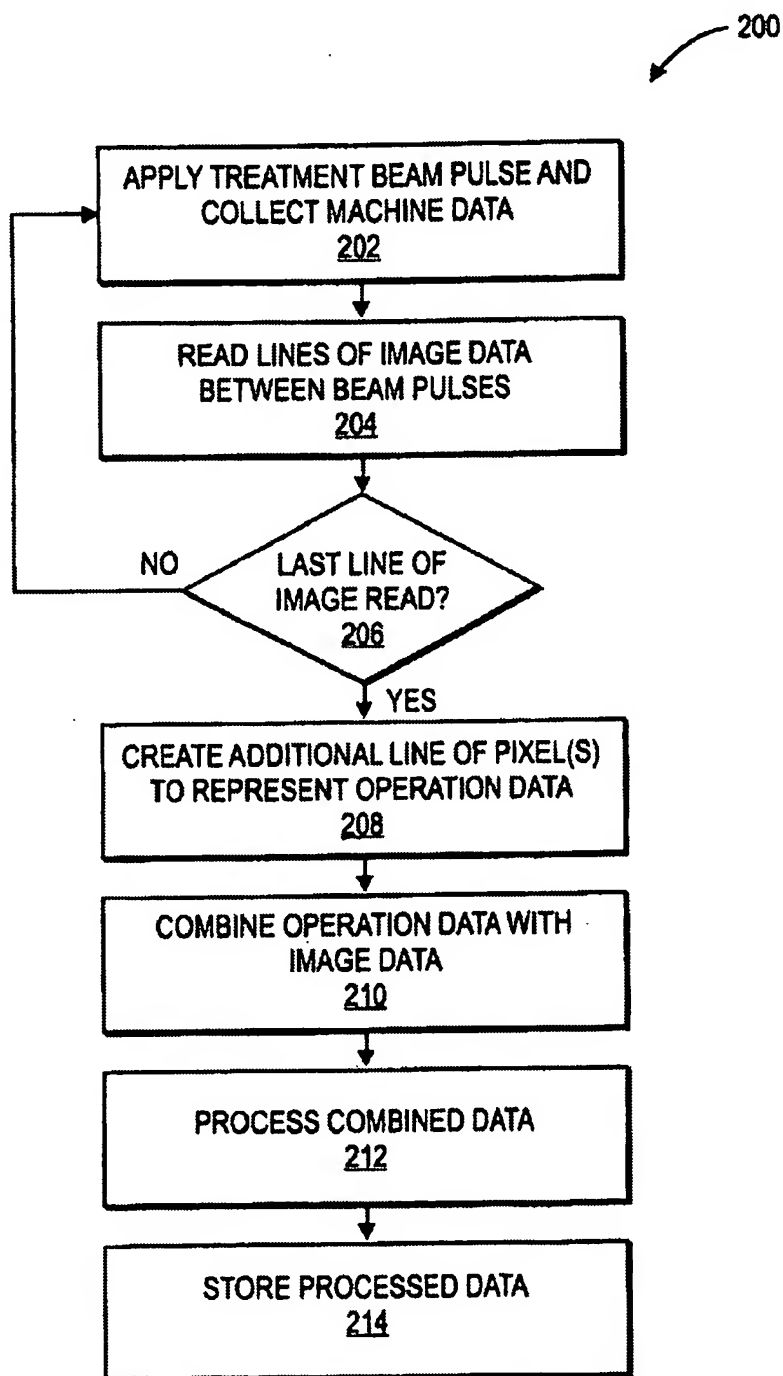 200
APPLY TREATMENT BEAM PULSE AND
COLLECT MACHINE DATA
202
READ LINES OF IMAGE DATA
BETWEEN BEAM PULSES
204
NO
LAST LINE OF
IMAGE READ?
206
YES
CREATE ADDITIONAL LINE OF PIXEL(S)
TO REPRESENT OPERATION DATA
208
COMBINE OPERATION DATA WITH
IMAGE DATA
210
PROCESS COMBINED DATA
212
STORE PROCESSED DATA
214